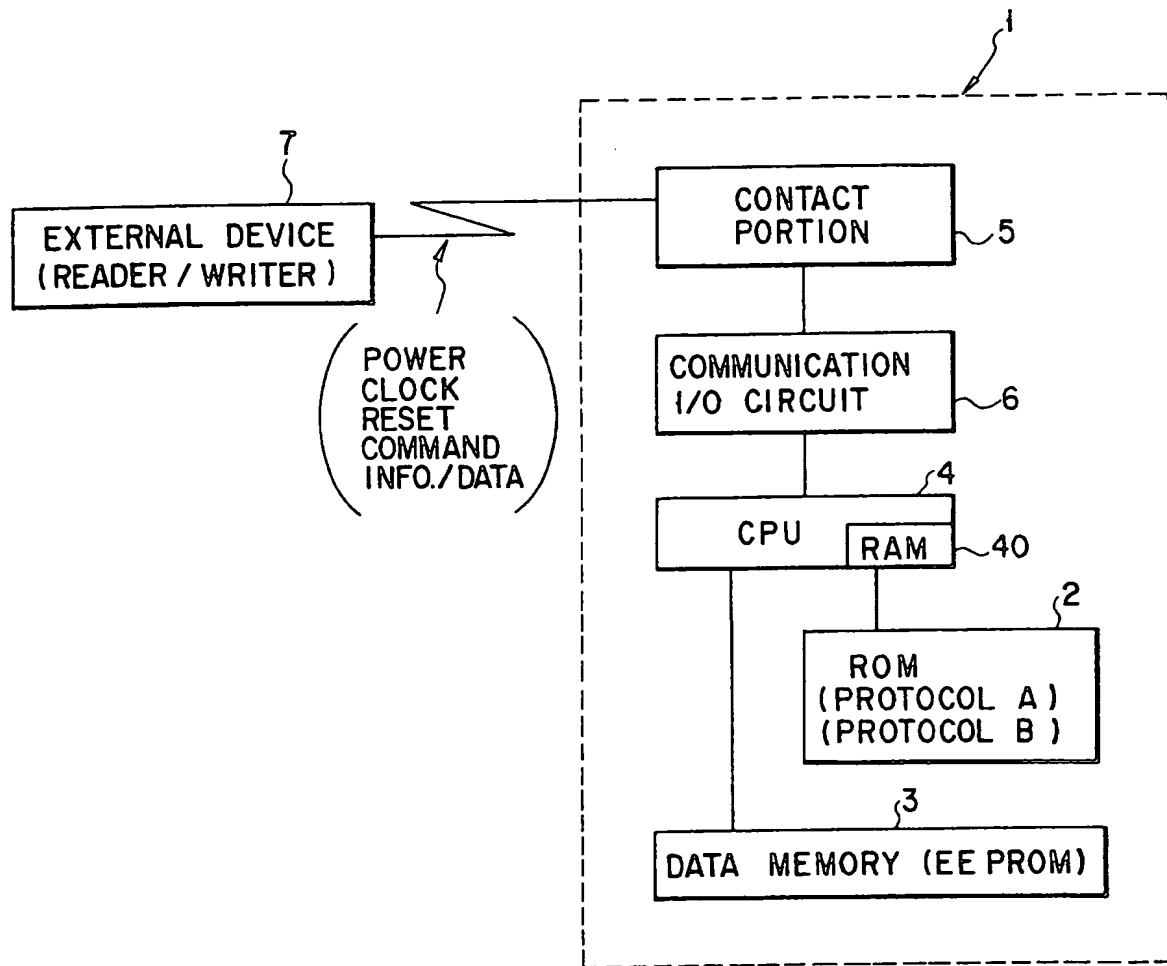 1
7
EXTERNAL DEVICE
(READER / WRITER)
CONTACT
PORTION
5
POWER
CLOCK
RESET
COMMAND
INFO./DATA
COMMUNICATION
I/O CIRCUIT
6
4
CPU
RAM
40
2
ROM
(PROTOCOL A)
(PROTOCOL B)
3
DATA MEMORY (EE PROM)